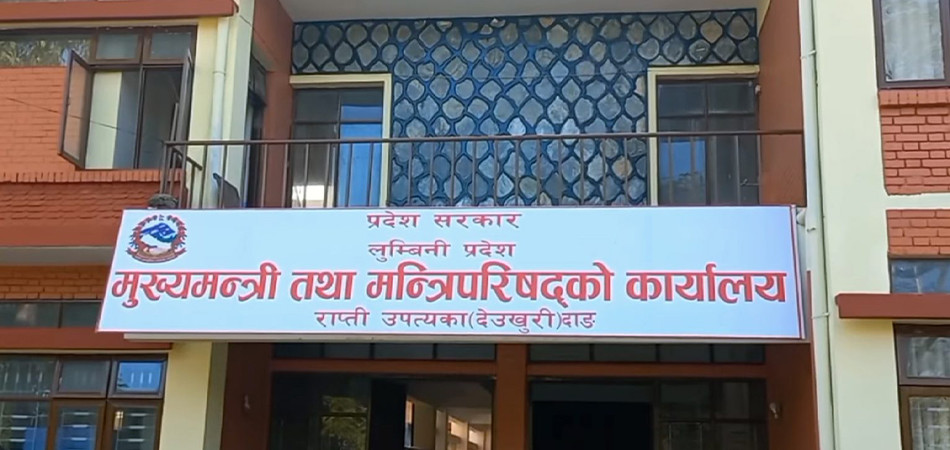 प्रदेश सरकार
लुम्बिनी प्रदेश
मुख्यमन्त्री तथा मन्त्रिपरिषद्को कार्यालय
राप्ती उपत्यका(देउखुरी)दाङ